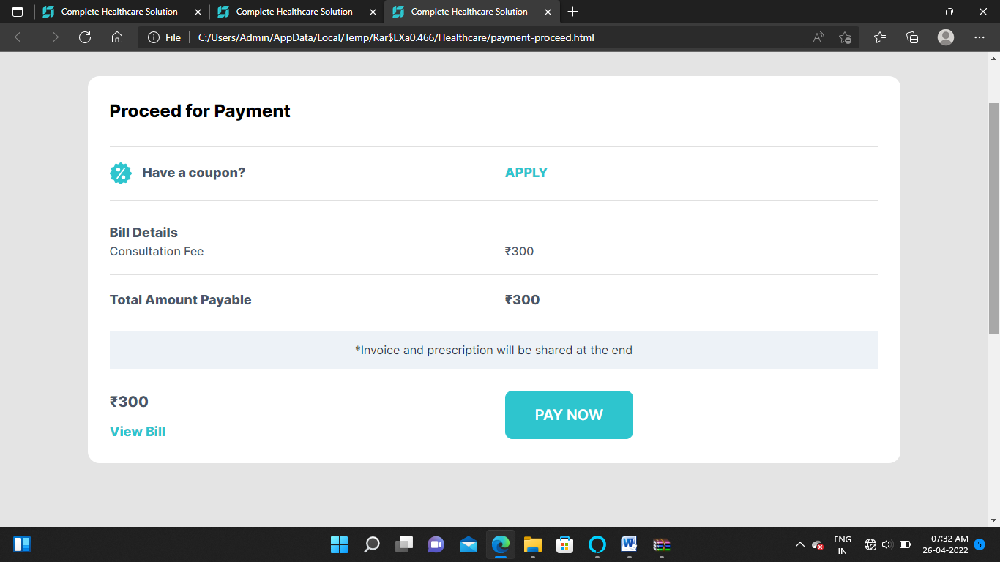 Complete Healthcare Solution
Complete Healthcare Solution
Complete Healthcare Solution
File
C:/Users/Admin/AppData/Local/Temp/Rar$EXa0.466/Healthcare/payment-proceed.html
Proceed for Payment
Have a coupon?
APPLY
Bill Details
Consultation Fee
₹300
Total Amount Payable
₹300
*Invoice and prescription will be shared at the end
₹300
PAY NOW
View Bill
ENG
IN
07:32 AM
26-04-2022
5